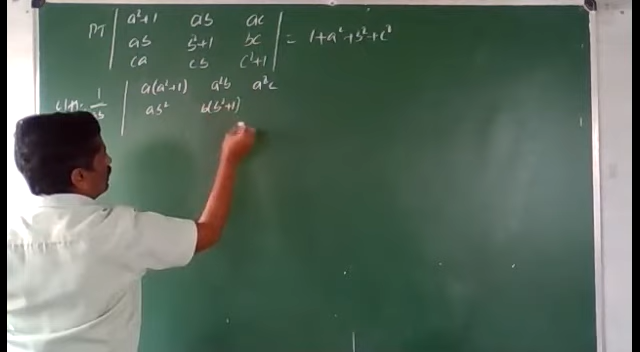 PT | a²+1 ab ac |
| ab b²+1 bc | = 1+a²+b²+c²
| ca cb c²+1 |
LHS = 1/ | a(a²+1) a²b a²c
ab² b(b²+1)